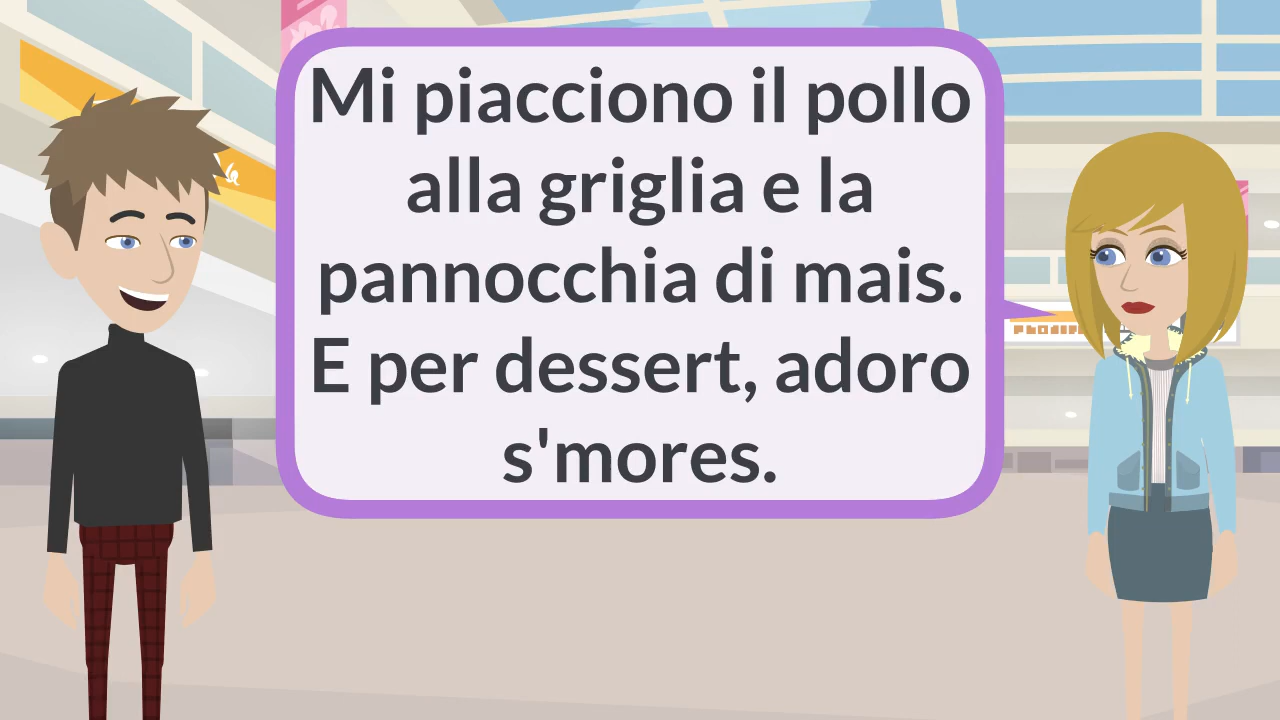 Mi piacciono il pollo
alla griglia e la
pannocchia di mais.
E per dessert, adoro
s'mores.